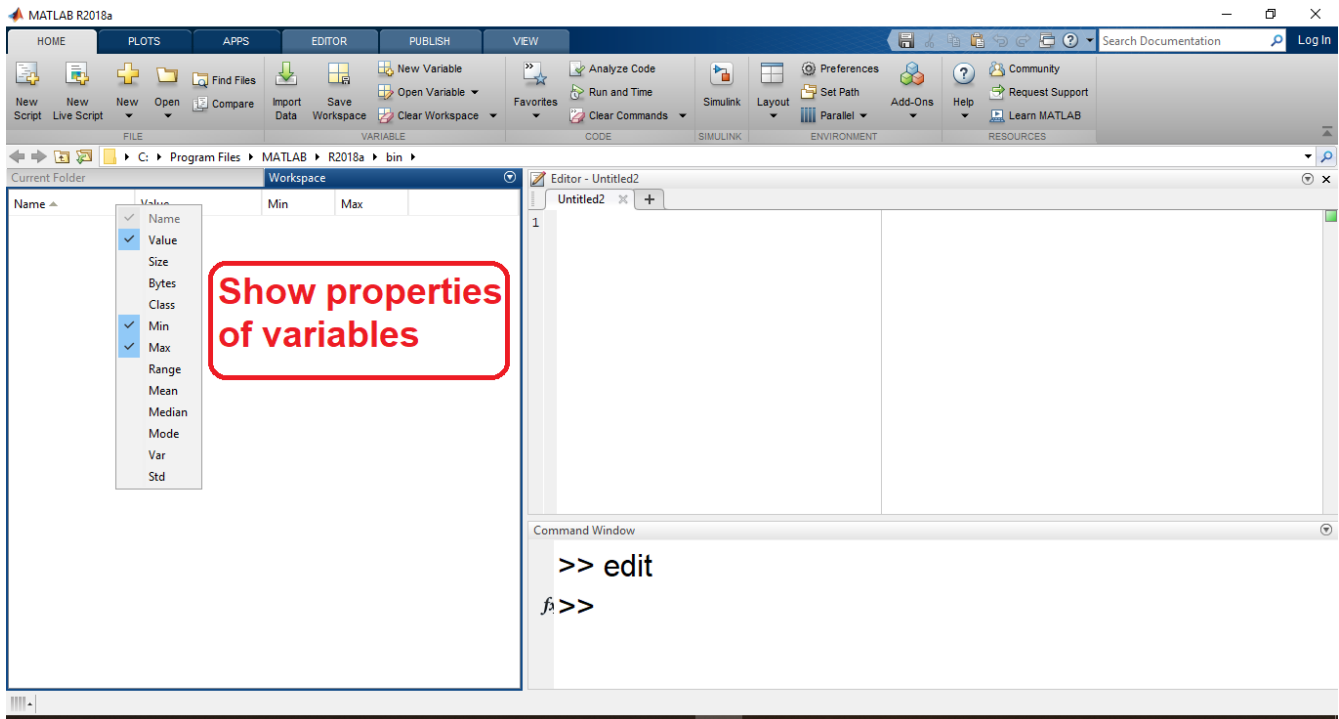 MATLAB R2018a
HOME PLOTS APPS EDITOR PUBLISH VIEW Search Documentation Log In
New Script New Live Script New Open Find Files Compare Import Data Save Workspace New Variable Open Variable Clear Workspace Favorites Analyze Code Run and Time Clear Commands Simulink Layout Preferences Set Path Parallel Add-Ons Help Community Request Support Learn MATLAB
FILE VARIABLE CODE SIMULINK ENVIRONMENT RESOURCES
C: Program Files MATLAB R2018a bin
Current Folder Workspace
Name Value Min Max
Name
Value
Size
Bytes
Class
Min
Max
Range
Mean
Median
Mode
Var
Std
Show properties
of variables
Editor - Untitled2
Untitled2 +
1
Command Window
>> edit
fx >>